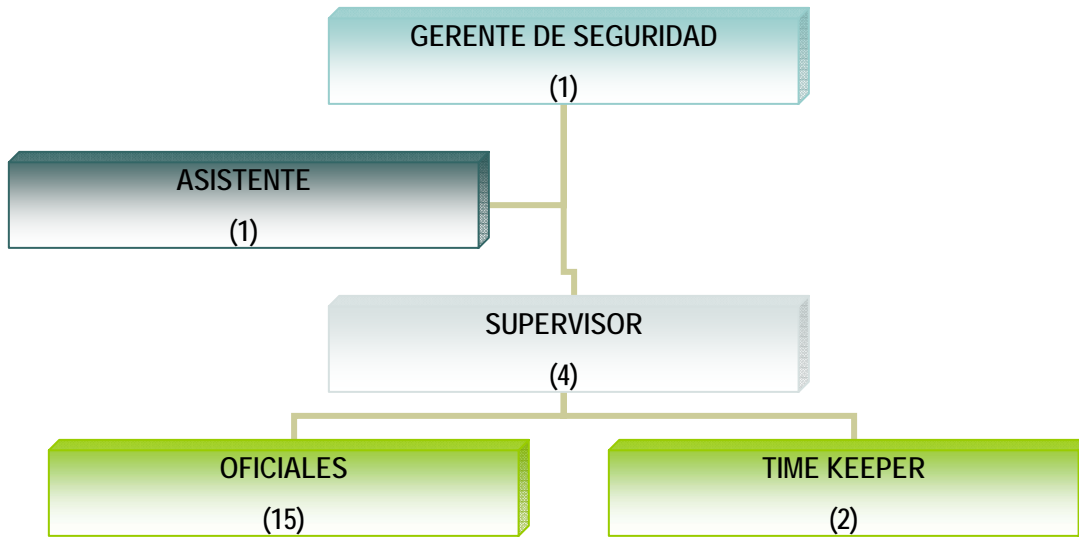 GERENTE DE SEGURIDAD
(1)
ASISTENTE
(1)
SUPERVISOR
(4)
OFICIALES
(15)
TIME KEEPER
(2)